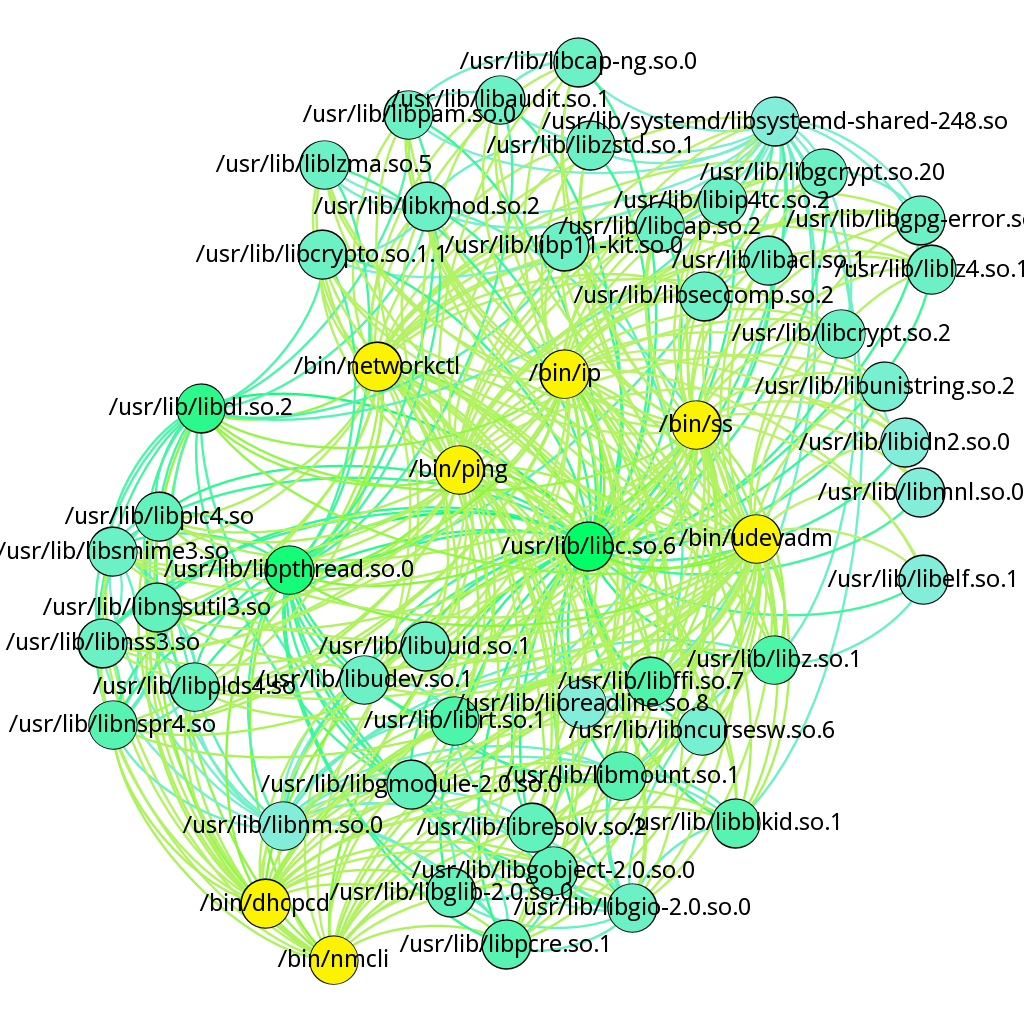 /usr/lib/libcap-ng.so.0
/usr/lib/libaudit.so.1
/usr/lib/libpam.so.0
/usr/lib/systemd/libsystemd-shared-248.so
/usr/lib/libzstd.so.1
/usr/lib/liblzma.so.5
/usr/lib/libgcrypt.so.20
/usr/lib/libip4tc.so.2
/usr/lib/libkmod.so.2
/usr/lib/libgpg-error.so
/usr/lib/libcap.so.2
/usr/lib/libp11-kit.so.0
/usr/lib/libcrypto.so.1.1
/usr/lib/libacl.so.1
/usr/lib/liblz4.so.1
/usr/lib/libseccomp.so.2
/usr/lib/libcrypt.so.2
/bin/networkctl
/bin/ip
/usr/lib/libunistring.so.2
/usr/lib/libdl.so.2
/bin/ss
/usr/lib/libidn2.so.0
/bin/ping
/usr/lib/libmnl.so.0
/usr/lib/libplc4.so
/bin/udevadm
/usr/lib/libc.so.6
/usr/lib/libsmime3.so
/usr/lib/libpthread.so.0
/usr/lib/libelf.so.1
/usr/lib/libnssutil3.so
/usr/lib/libnss3.so
/usr/lib/libuuid.so.1
/usr/lib/libz.so.1
/usr/lib/libudev.so.1
/usr/lib/libffi.so.7
/usr/lib/libplds4.so
/usr/lib/libreadline.so.8
/usr/lib/librt.so.1
/usr/lib/libnspr4.so
/usr/lib/libncursesw.so.6
/usr/lib/libmount.so.1
/usr/lib/libgmodule-2.0.so.0
/usr/lib/libblkid.so.1
/usr/lib/libnm.so.0
/usr/lib/libresolv.so.2
/usr/lib/libgobject-2.0.so.0
/usr/lib/libglib-2.0.so.0
/bin/dhcpcd
/usr/lib/libgio-2.0.so.0
/usr/lib/libpcre.so.1
/bin/nmcli